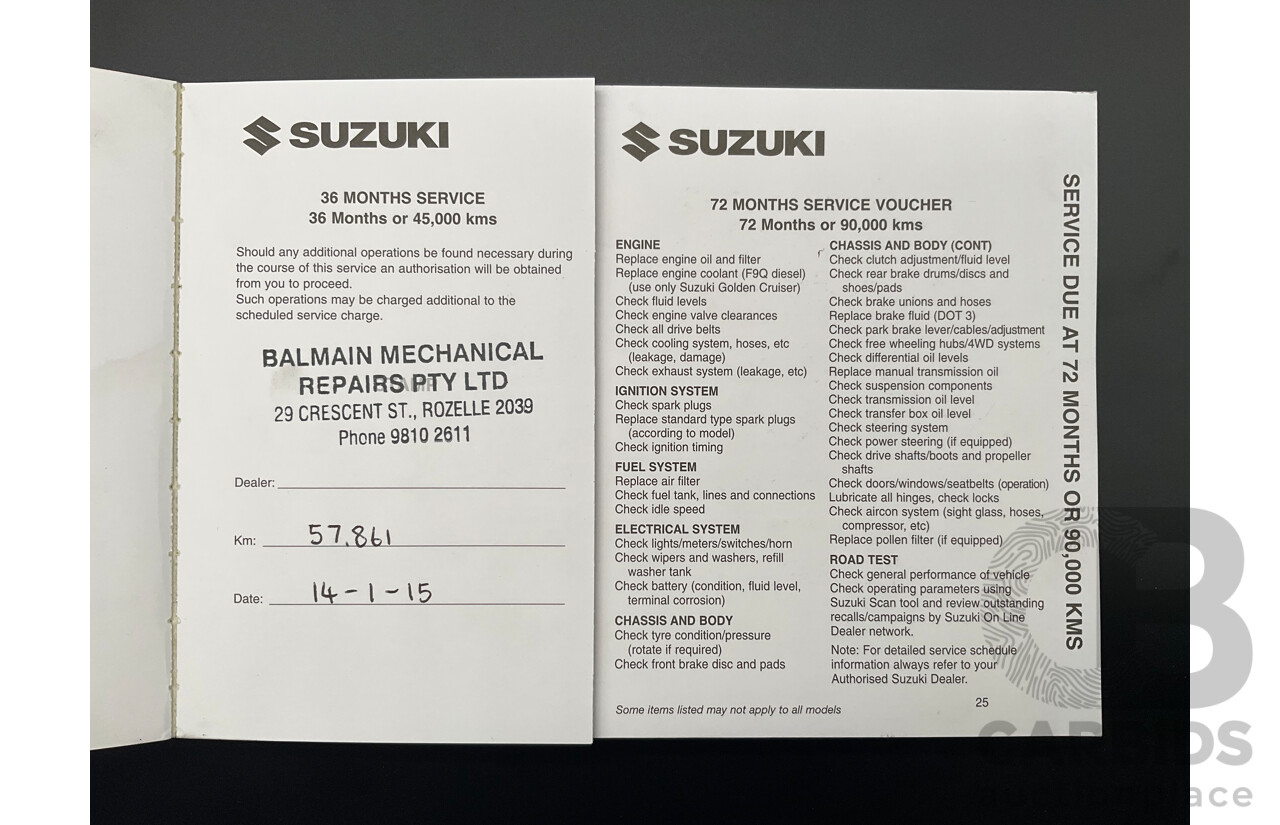 SUZUKI
36 MONTHS SERVICE
36 Months or 45,000 kms
Should any additional operations be found necessary during
the course of this service an authorisation will be obtained
from you to proceed.
Such operations may be charged additional to the
scheduled service charge.
BALMAIN MECHANICAL
REPAIRS PTY LTD
29 CRESCENT ST., ROZELLE 2039
Phone 9810 2611
Dealer:
Km: 57,861
Date: 14-1-15
SUZUKI
72 MONTHS SERVICE VOUCHER
72 Months or 90,000 kms
ENGINE
Replace engine oil and filter
Replace engine coolant (F9Q diesel)
(use only Suzuki Golden Cruiser)
Check fluid levels
Check engine valve clearances
Check all drive belts
Check cooling system, hoses, etc
(leakage, damage)
Check exhaust system (leakage, etc)
IGNITION SYSTEM
Check spark plugs
Replace standard type spark plugs
(according to model)
Check ignition timing
FUEL SYSTEM
Replace air filter
Check fuel tank, lines and connections
Check idle speed
ELECTRICAL SYSTEM
Check lights/meters/switches/horn
Check wipers and washers, refill
washer tank
Check battery (condition, fluid level,
terminal corrosion)
CHASSIS AND BODY
Check tyre condition/pressure
(rotate if required)
Check front brake disc and pads
Some items listed may not apply to all models
CHASSIS AND BODY (CONT)
Check clutch adjustment/fluid level
Check rear brake drums/discs and
shoes/pads
Check brake unions and hoses
Replace brake fluid (DOT 3)
Check park brake lever/cables/adjustment
Check free wheeling hubs/4WD systems
Check differential oil levels
Replace manual transmission oil
Check suspension components
Check transmission oil level
Check transfer box oil level
Check steering system
Check power steering (if equipped)
Check drive shafts/boots and propeller
shafts
Check doors/windows/seatbelts (operation)
Lubricate all hinges, check locks
Check aircon system (sight glass, hoses,
compressor, etc)
Replace pollen filter (if equipped)
ROAD TEST
Check general performance of vehicle
Check operating parameters using
Suzuki Scan tool and review outstanding
recalls/campaigns by Suzuki On Line
Dealer network.
Note: For detailed service schedule
information always refer to your
Authorised Suzuki Dealer.
25
SERVICE DUE AT 72 MONTHS OR 90,000 KMS
CB
CARBIDS
auctionplace